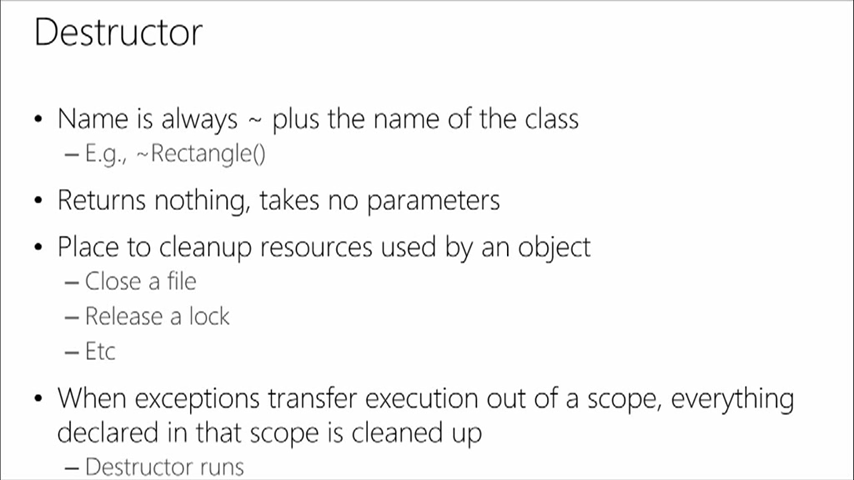 Destructor
• Name is always ~ plus the name of the class
– E.g., ~Rectangle()
• Returns nothing, takes no parameters
• Place to cleanup resources used by an object
– Close a file
– Release a lock
– Etc
• When exceptions transfer execution out of a scope, everything
declared in that scope is cleaned up
– Destructor runs